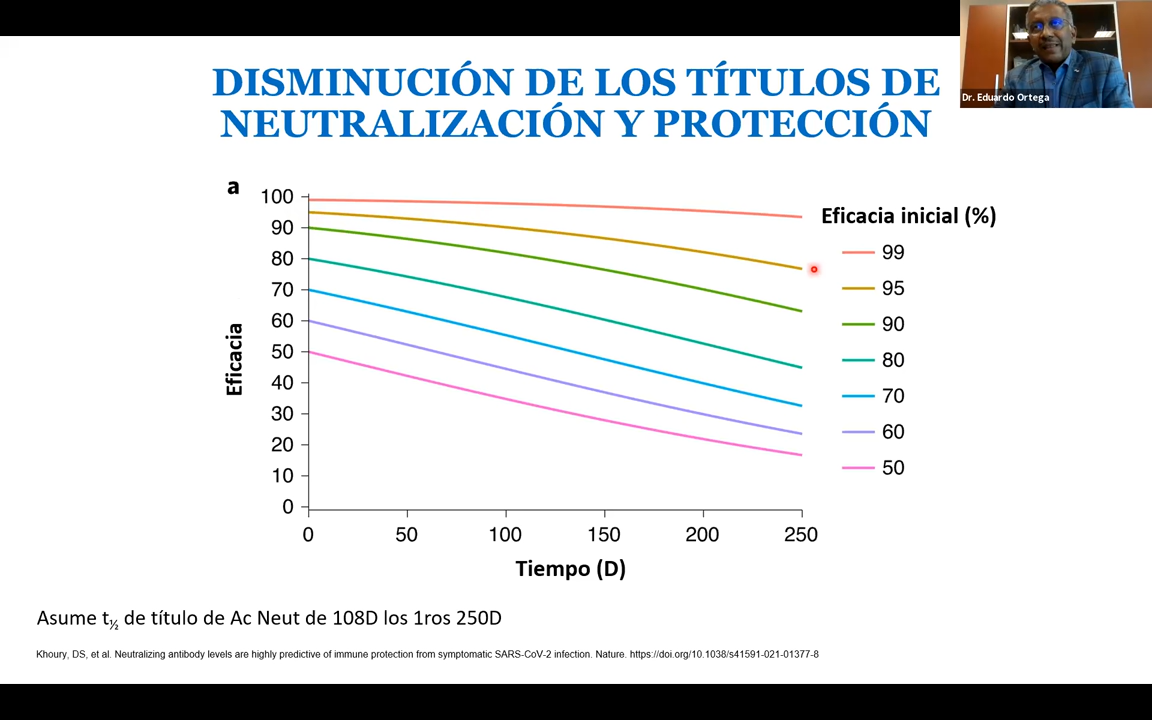 Dr. Eduardo Ortega
DISMINUCIÓN DE LOS TÍTULOS DE
NEUTRALIZACIÓN Y PROTECCIÓN
a
100
90
80
70
60
50
40
30
20
10
0
Eficacia
0 50 100 150 200 250
Tiempo (D)
Eficacia inicial (%)
99
95
90
80
70
60
50
Asume t½ de título de Ac Neut de 108D los 1ros 250D
Khoury, DS, et al. Neutralizing antibody levels are highly predictive of immune protection from symptomatic SARS-CoV-2 infection. Nature. https://doi.org/10.1038/s41591-021-01377-8